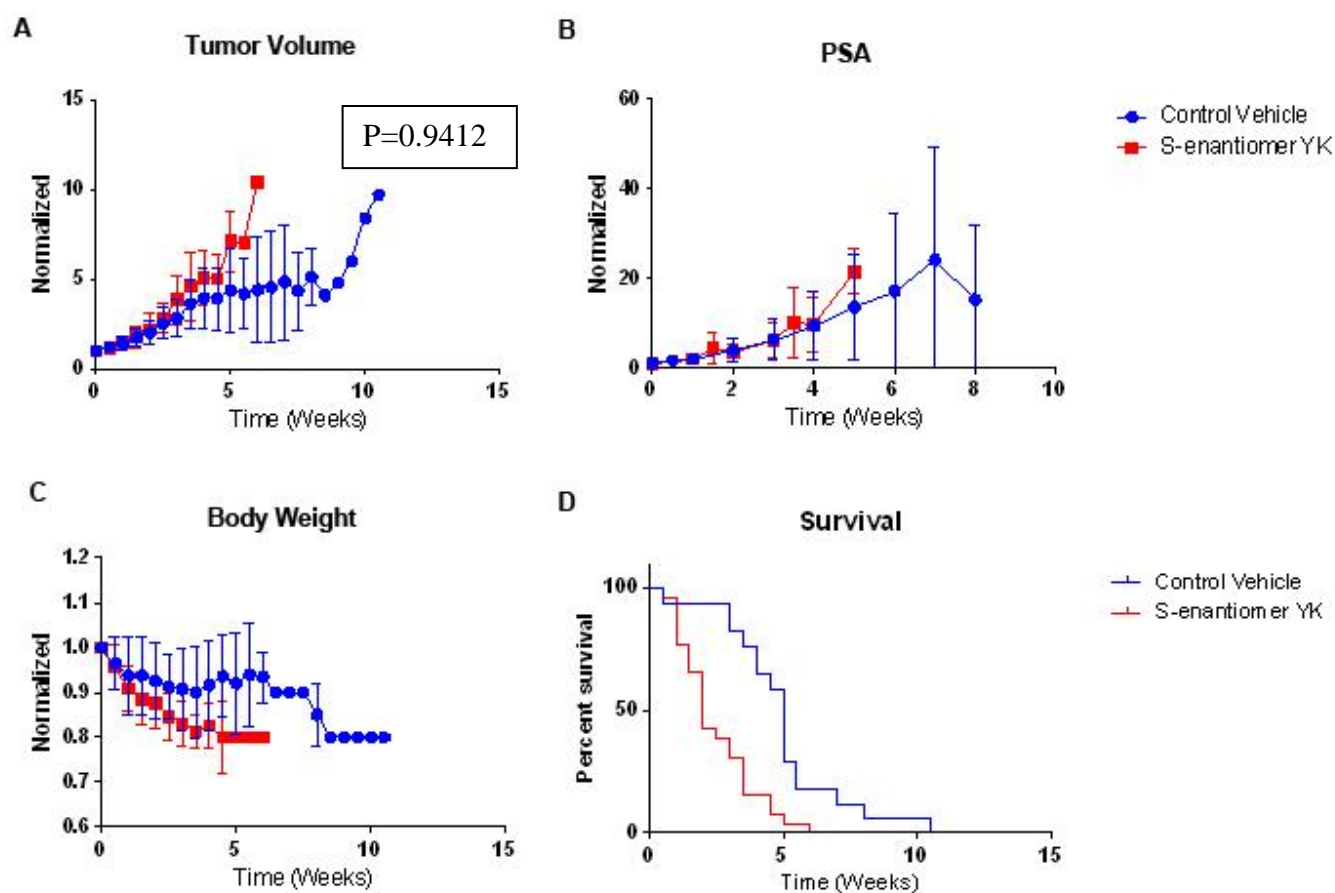 A
Tumor Volume
Normalized
15
10
5
0
P=0.9412
0
5
10
15
Time (Weeks)
B
PSA
Normalized
60
40
20
0
0
2
4
6
8
10
Time (Weeks)
Control Vehicle
S-enantiomer YK
C
Body Weight
Normalized
1.2
1.1
1.0
0.9
0.8
0.7
0.6
0
5
10
15
Time (Weeks)
D
Survival
Percent survival
100
50
0
0
5
10
15
Time (Weeks)
Control Vehicle
S-enantiomer YK